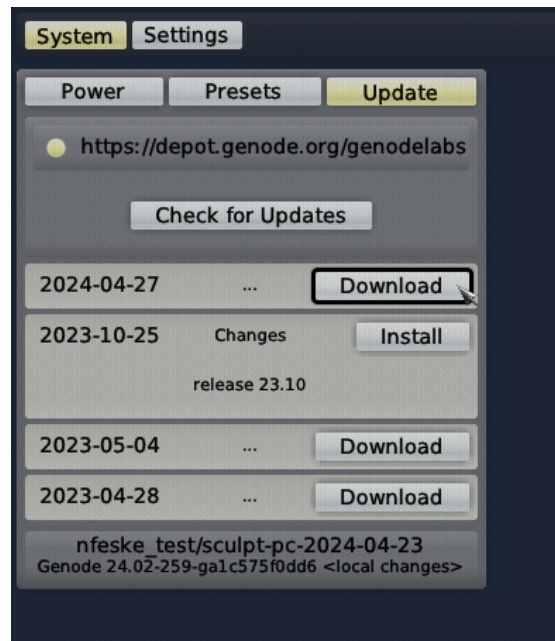 System Settings
Power Presets Update
https://depot.genode.org/genodelabs
Check for Updates
2024-04-27 ... Download
2023-10-25 Changes Install
release 23.10
2023-05-04 ... Download
2023-04-28 ... Download
nfeske_test/sculpt-pc-2024-04-23
Genode 24.02-259-ga1c575f0dd6 <local changes>